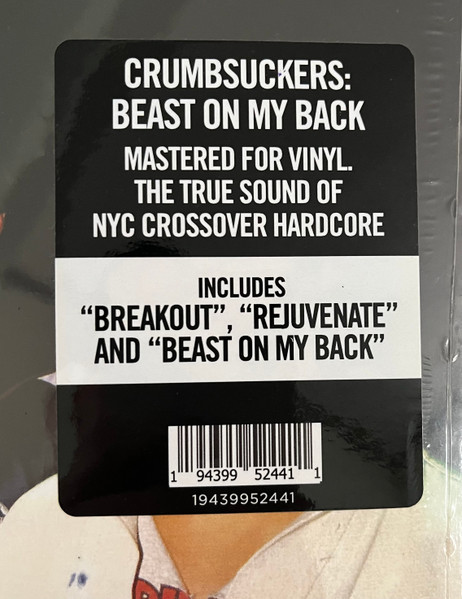 CRUMBSUCKERS:
BEAST ON MY BACK
MASTERED FOR VINYL.
THE TRUE SOUND OF
NYC CROSSOVER HARDCORE
INCLUDES
“BREAKOUT”, “REJUVENATE”
AND “BEAST ON MY BACK”
1 94399 52441 1
19439952441